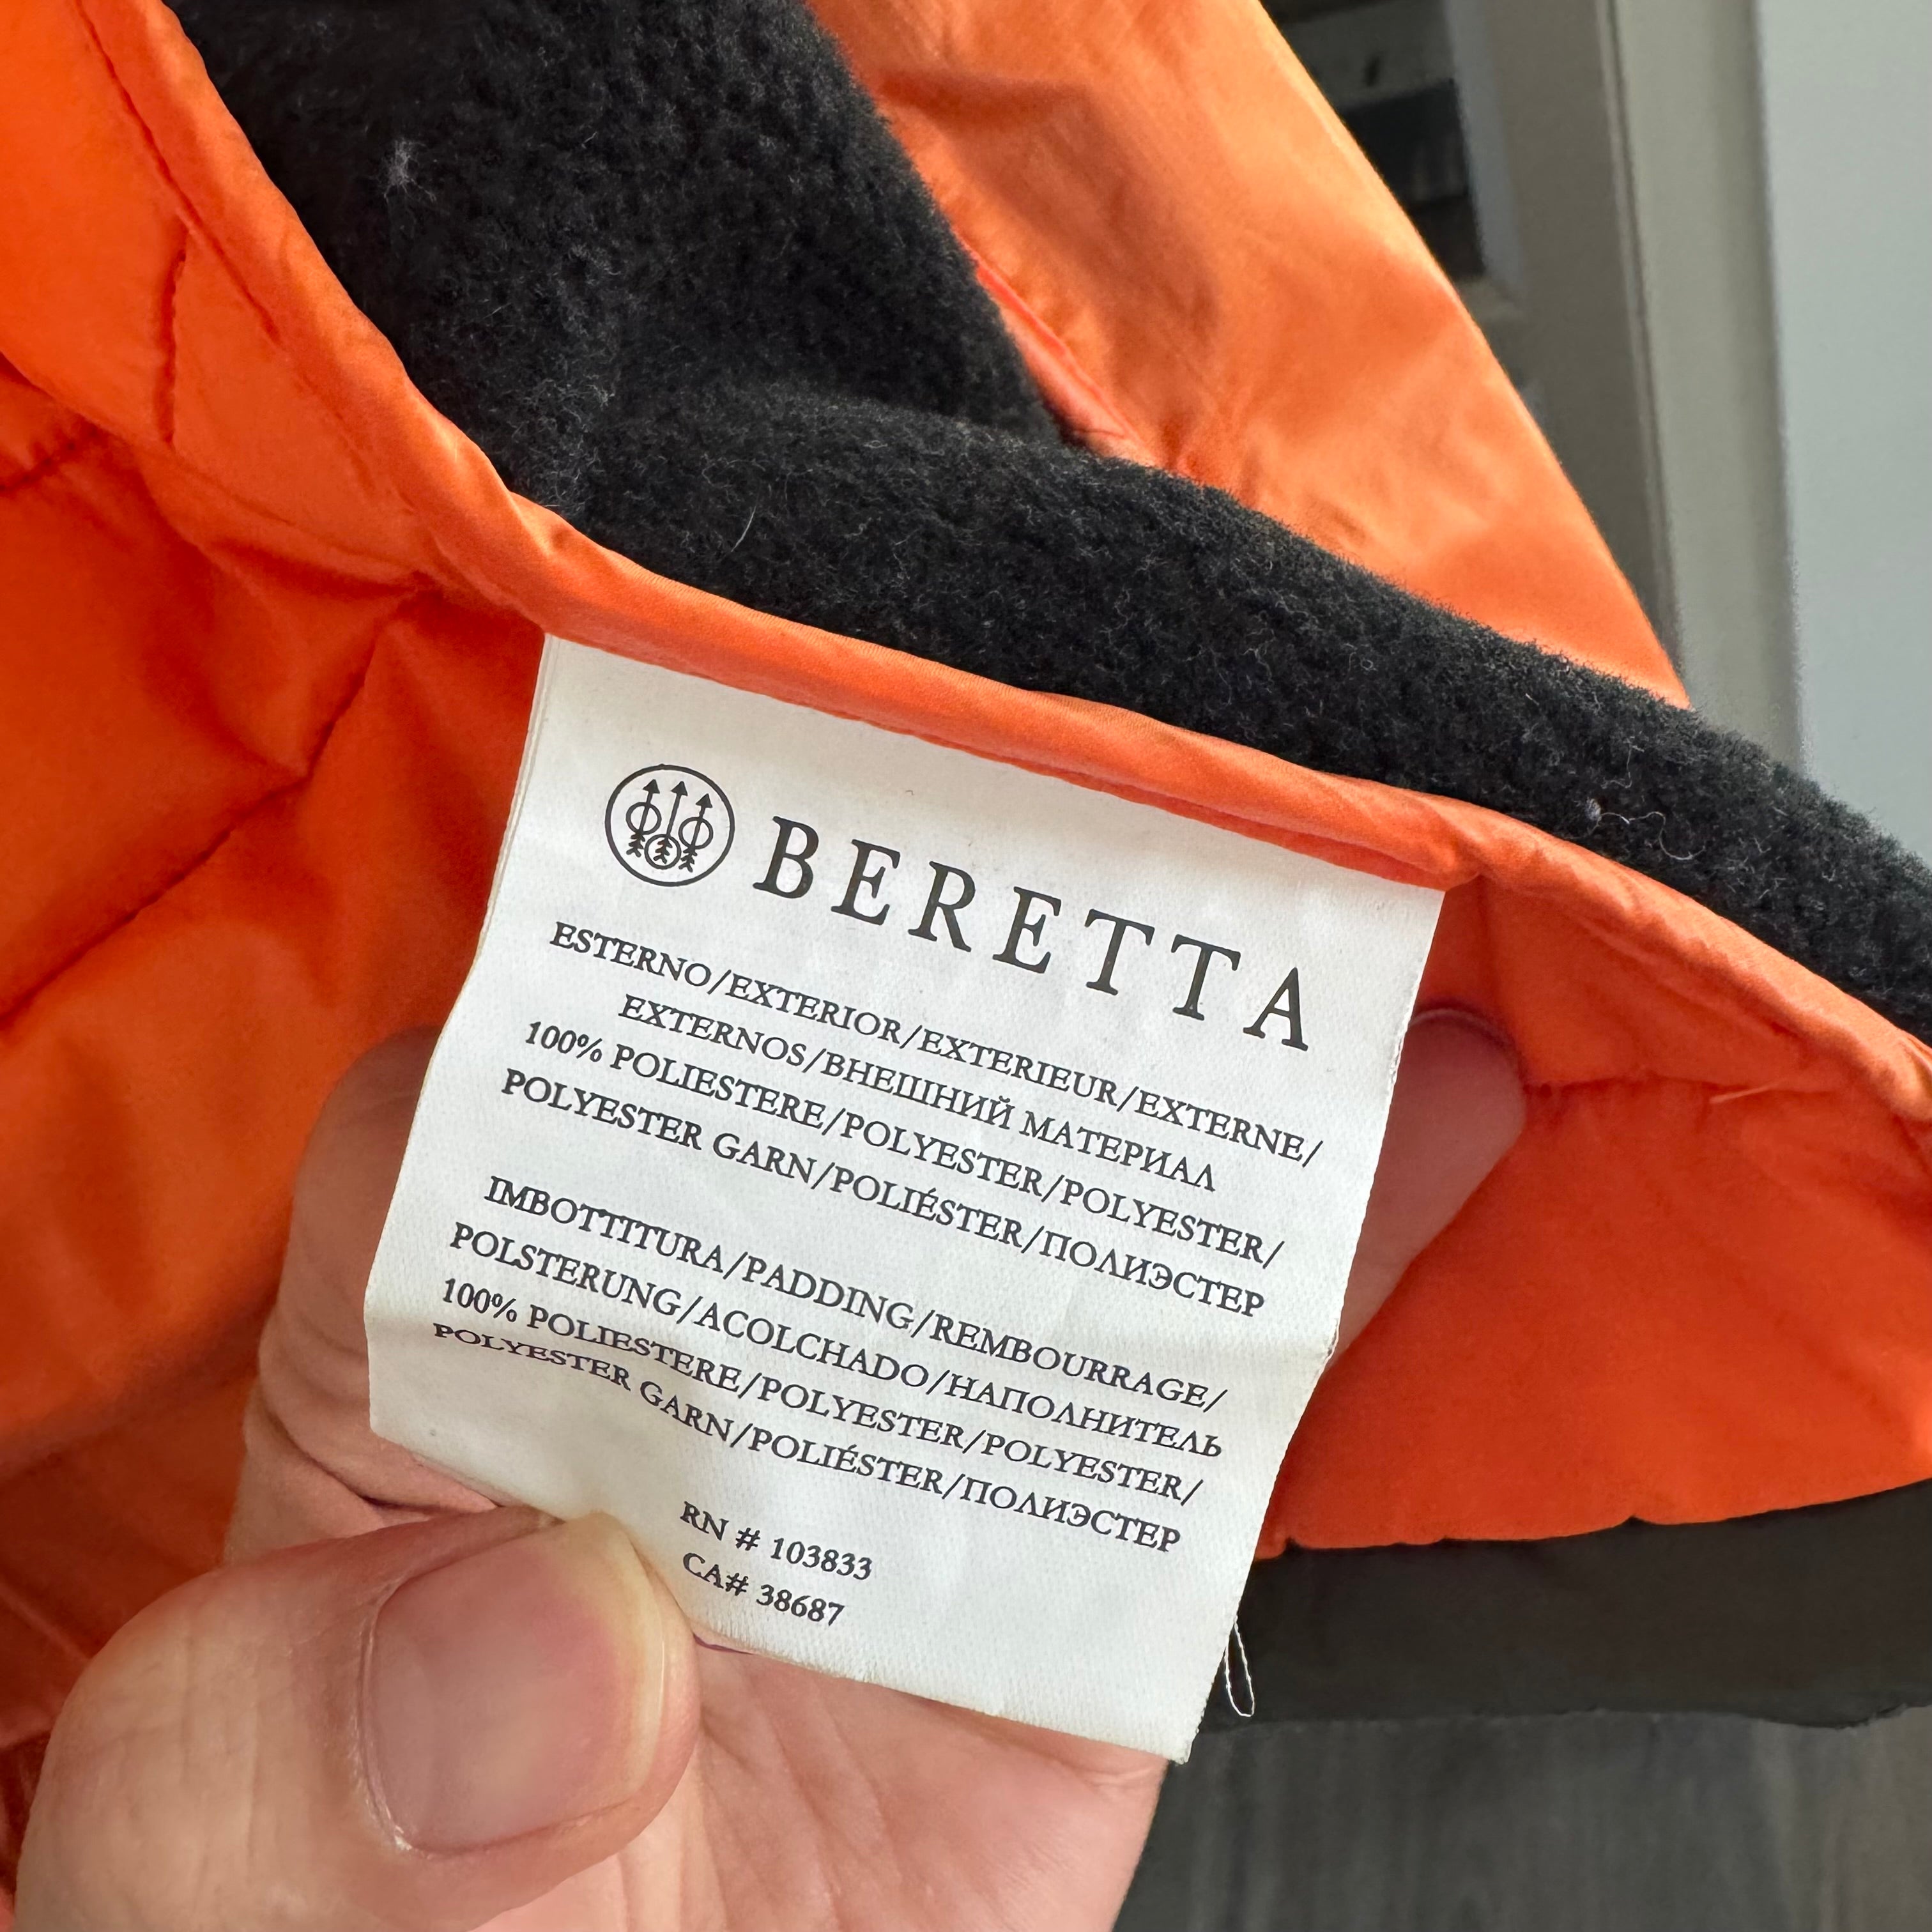 BERETTA
ESTERNO/EXTERIOR/EXTERIEUR/EXTERNE/
EXTERNOS/ВНЕШНИЙ МАТЕРИАЛ
100% POLIESTERE/POLYESTER/POLYESTER/
POLYESTER GARN/POLIÉSTER/ПОЛИЭСТЕР
IMBOTTITURA/PADDING/REMBOURRAGE/
POLSTERUNG/ACOLCHADO/НАПОЛНИТЕЛЬ
100% POLIESTERE/POLYESTER/POLYESTER/
POLYESTER GARN/POLIÉSTER/ПОЛИЭСТЕР
RN # 103833
CA# 38687